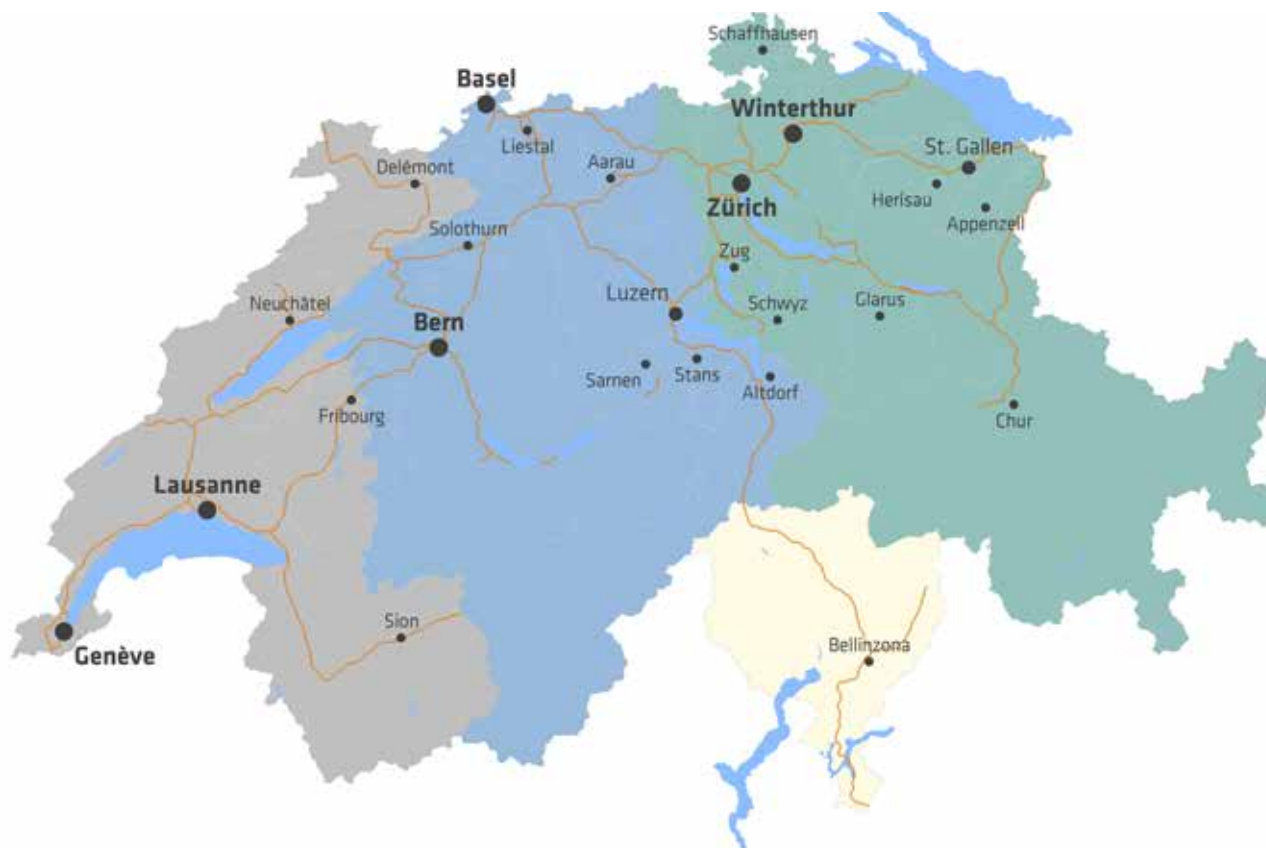 Schaffhausen
Basel
Winterthur
Liestal
St. Gallen
Delémont
Aarau
Herisau
Zürich
Appenzell
Solothurn
Zug
Neuchâtel
Luzern
Schwyz
Glarus
Bern
Sarnen
Stans
Altdorf
Fribourg
Chur
Lausanne
Sion
Bellinzona
Genève